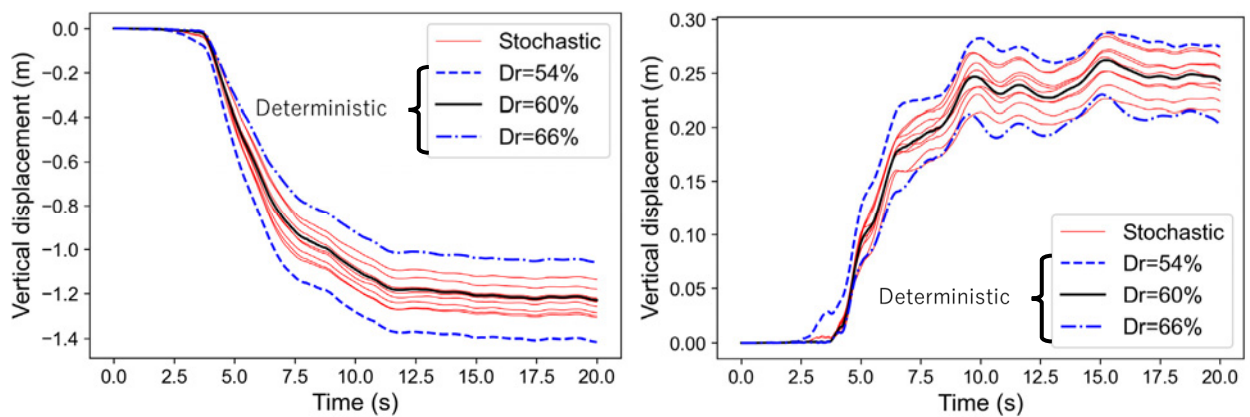 0.0
-0.2
-0.4
-0.6
-0.8
-1.0
-1.2
-1.4
Vertical displacement (m)
0.0 2.5 5.0 7.5 10.0 12.5 15.0 17.5 20.0
Time (s)
Stochastic
Dr=54%
Dr=60%
Dr=66%
Deterministic
0.30
0.25
0.20
0.15
0.10
0.05
0.00
Vertical displacement (m)
0.0 2.5 5.0 7.5 10.0 12.5 15.0 17.5 20.0
Time (s)
Stochastic
Dr=54%
Dr=60%
Dr=66%
Deterministic